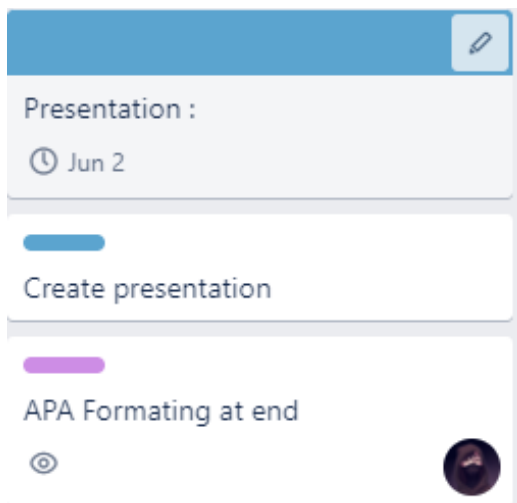 Presentation :
Jun 2
Create presentation
APA Formating at end